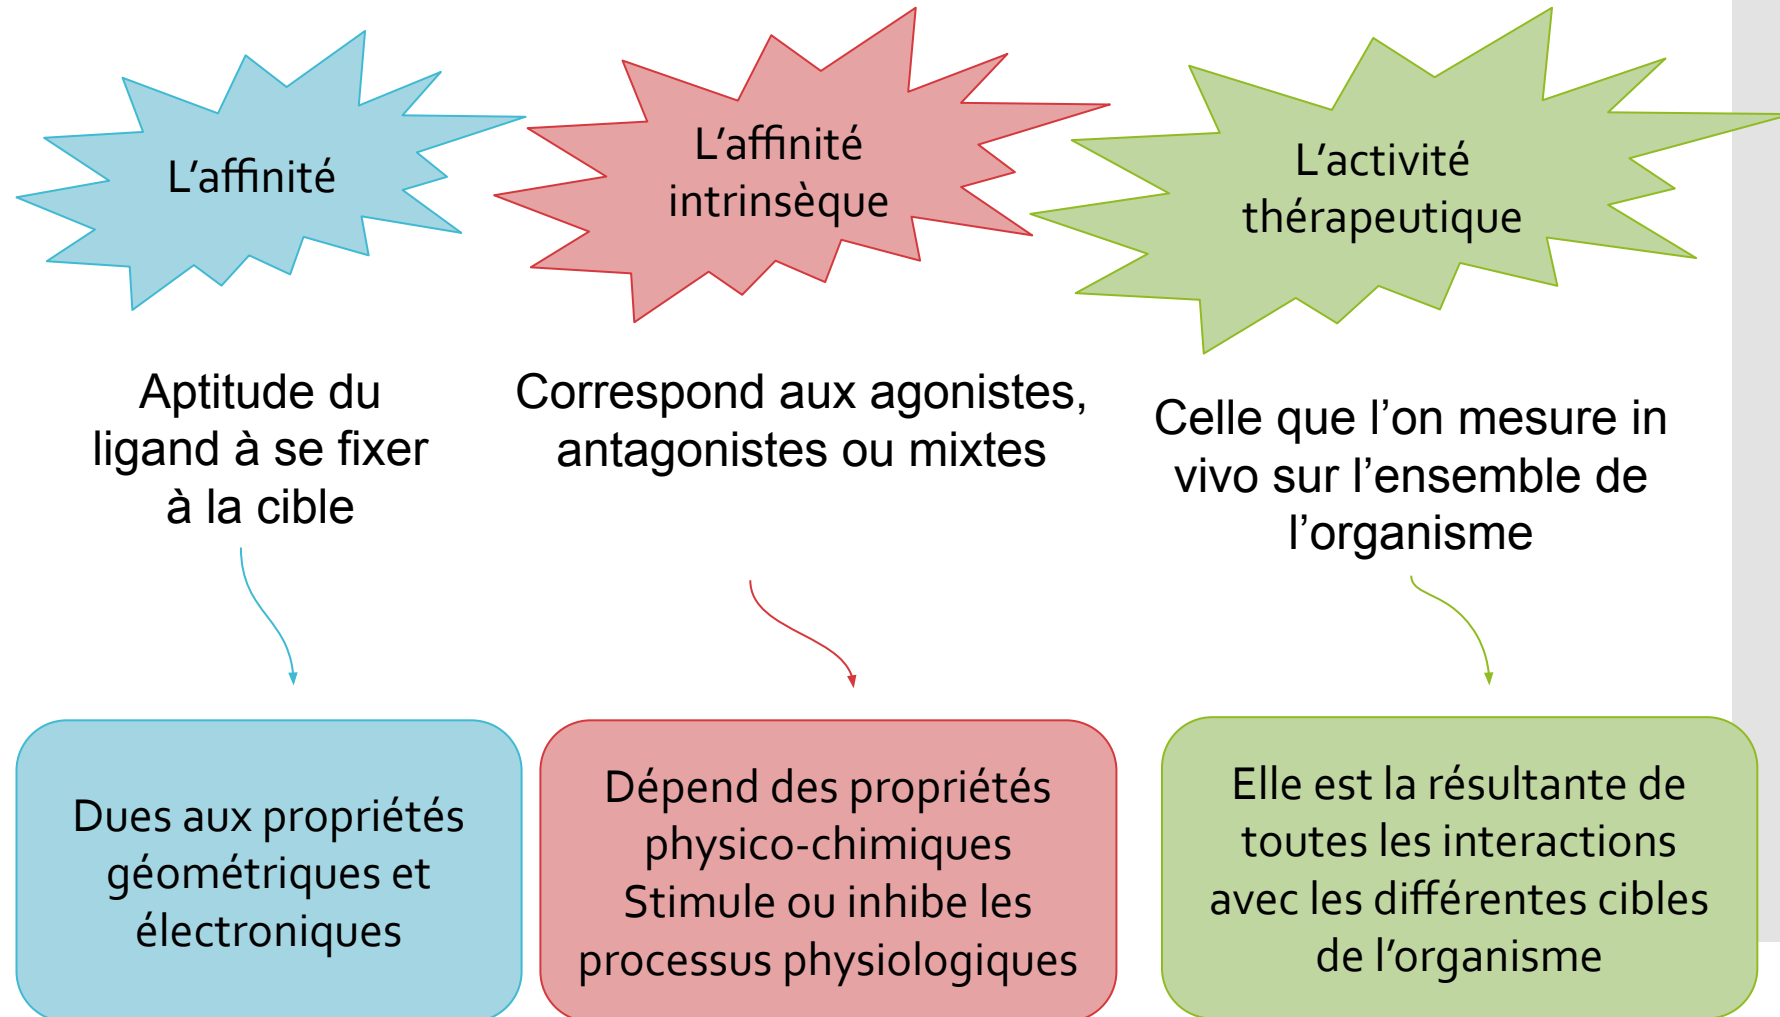 L’affinité
Aptitude du
ligand à se fixer
à la cible
Dues aux propriétés
géométriques et
électroniques
L’affinité
intrinsèque
Correspond aux agonistes,
antagonistes ou mixtes
Dépend des propriétés
physico-chimiques
Stimule ou inhibe les
processus physiologiques
L’activité
thérapeutique
Celle que l’on mesure in
vivo sur l’ensemble de
l’organisme
Elle est la résultante de
toutes les interactions
avec les différentes cibles
de l’organisme